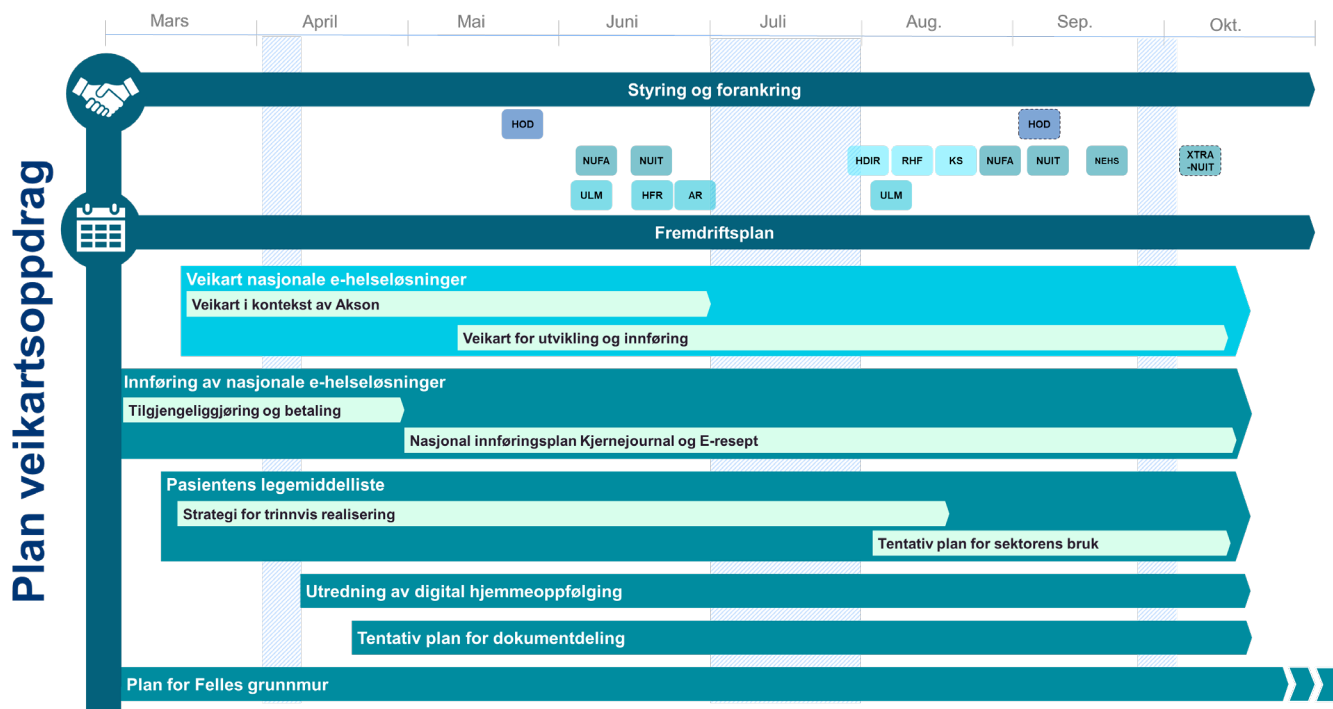 Mars April Mai Juni Juli Aug. Sep. Okt.
Plan veikartsoppdrag
Styring og forankring
HOD HOD
NUFA NUIT HDIR RHF KS NUFA NUIT NEHS XTRA
-NUIT
ULM HFR AR ULM
Fremdriftsplan
Veikart nasjonale e-helseløsninger
Veikart i kontekst av Akson
Veikart for utvikling og innføring
Innføring av nasjonale e-helseløsninger
Tilgjengeliggjøring og betaling
Nasjonal innføringsplan Kjernejournal og E-resept
Pasientens legemiddelliste
Strategi for trinnvis realisering
Tentativ plan for sektorens bruk
Utredning av digital hjemmeoppfølging
Tentativ plan for dokumentdeling
Plan for Felles grunnmur